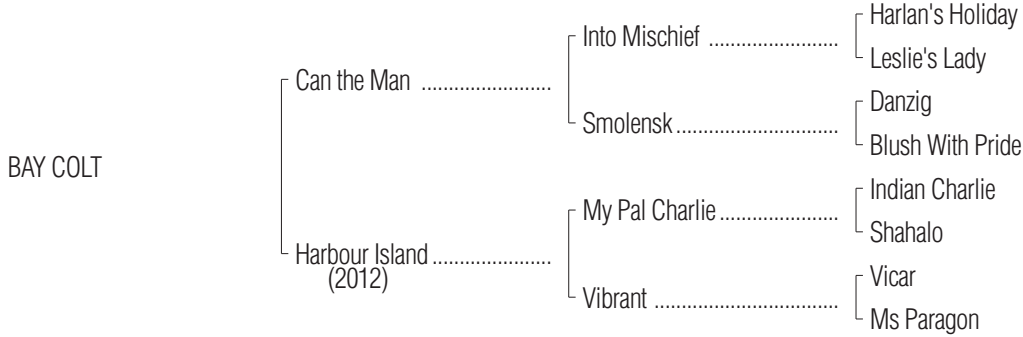 Harlan's Holiday
Into Mischief ........................
Leslie's Lady
Can the Man ........................
Danzig
Smolensk..............................
Blush With Pride
BAY COLT
Indian Charlie
My Pal Charlie......................
Shahalo
Harbour Island......................
(2012)
Vicar
Vibrant ..................................
Ms Paragon